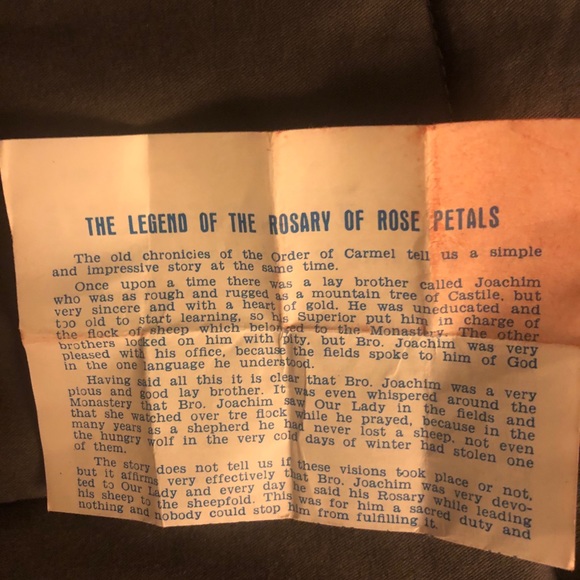 THE LEGEND OF THE ROSARY OF ROSE PETALS
The old chronicies of the Order of Carmel tell us a simple
and impressive story at the same time.
Once upon a time there was a lay brother called Joachim
who was as rough and rugged as a mountain tree of Castile, but
very sincere and with a heart of gold. He was uneducated and
too old to start learning, so his Superior put him in charge of
the flock of sheep which belonged to the Monastery. The other
brothers looked on him with pity, but Bro. Joachim was very
pleased with his office, because the fields spoke to him of God
in the one language he understood.
Having said all this it is clear that Bro. Joachim was a very
pious and good lay brother. It was even whispered around the
Monastery that Bro. Joachim saw Our Lady in the fields and
that she watched over tre flock while he prayed, because in the
many years as a shepherd he had never lost a sheep, not even
the hungry wolf in the very cold days of winter had stolen one
of them.
The story does not tell us if these visions took place or not,
but it affirms very effectively that Bro. Joachim was very devo-
ted to Our Lady and every day he said his Rosary while leading
his sheep to the sheepfold. This was for him a sacred duty and
nothing and nobody could stop him from fulfilling it.